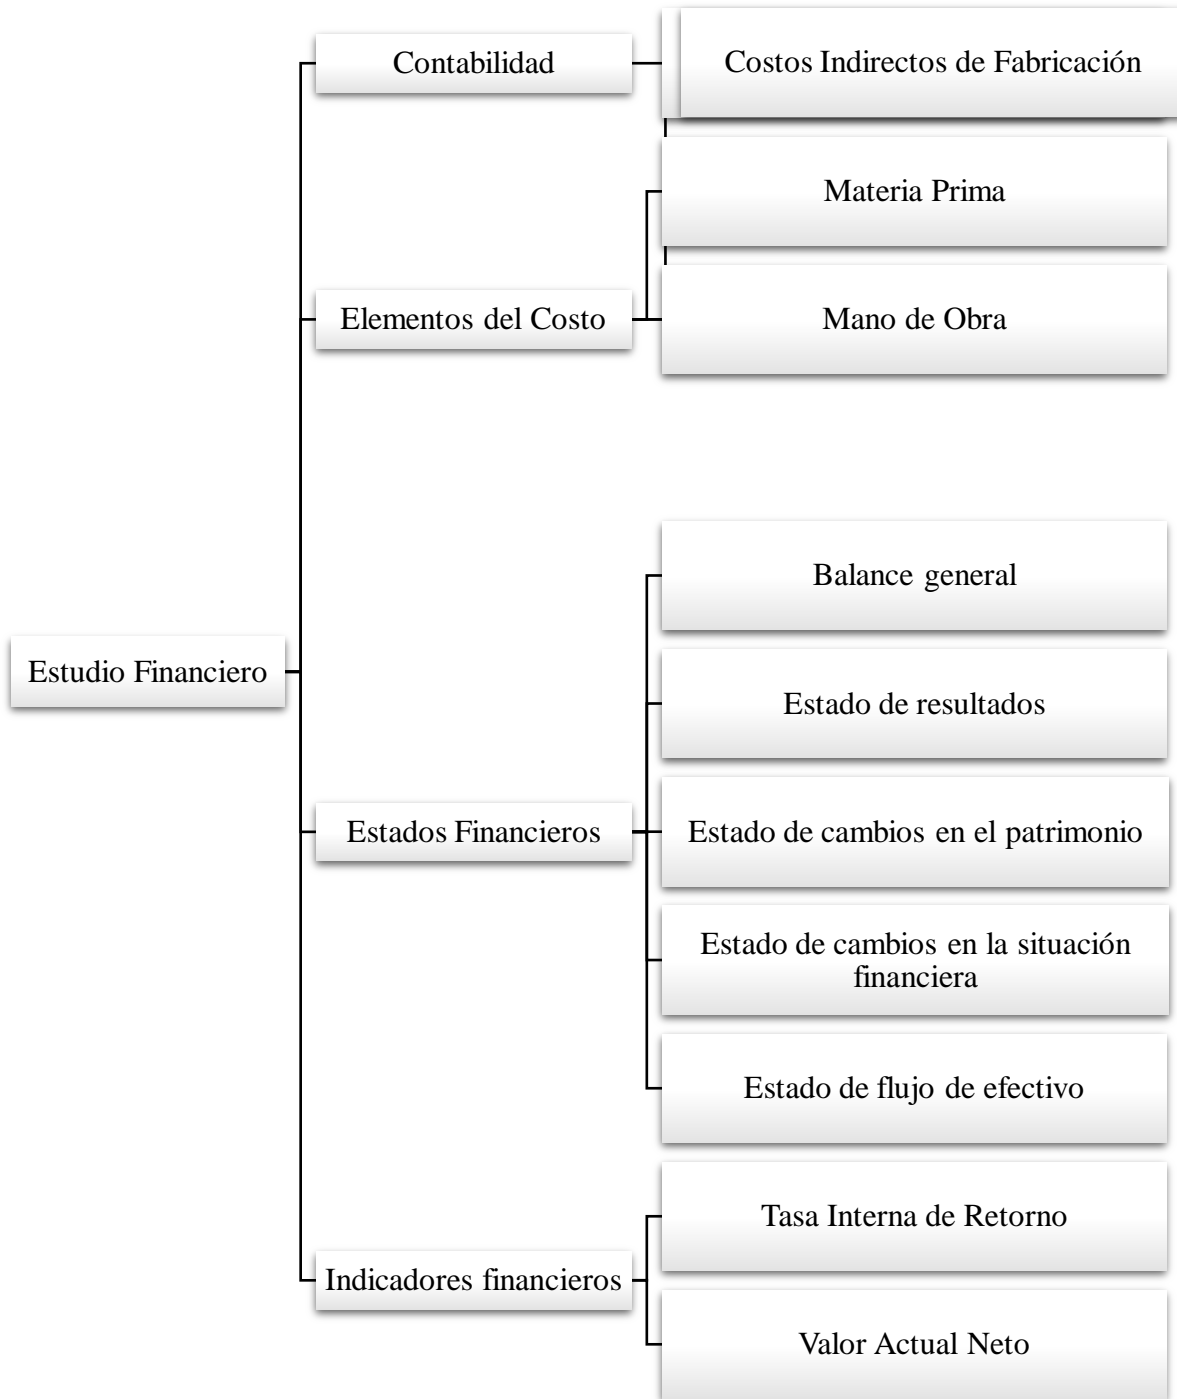 Contabilidad
Costos Indirectos de Fabricación
Materia Prima
Elementos del Costo
Mano de Obra
Balance general
Estudio Financiero
Estado de resultados
Estados Financieros
Estado de cambios en el patrimonio
Estado de cambios en la situación
financiera
Estado de flujo de efectivo
Tasa Interna de Retorno
Indicadores financieros
Valor Actual Neto